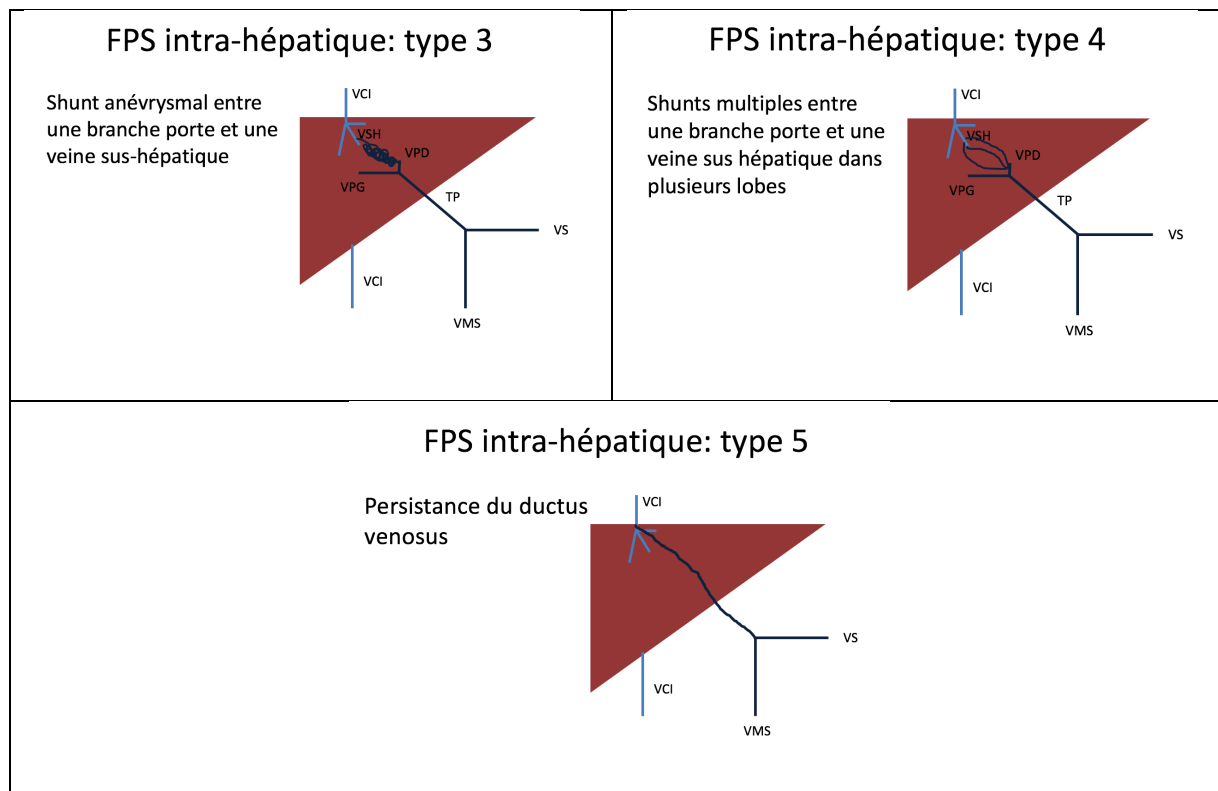 FPS intra-hépatique: type 3
Shunt anévrysmal entre
une branche porte et une
veine sus-hépatique
VCI
VSH
VPD
VPG
TP
VS
VCI
VMS
FPS intra-hépatique: type 4
Shunts multiples entre
une branche porte et une
veine sus hépatique dans
plusieurs lobes
VCI
VSH
VPD
VPG
TP
VS
VCI
VMS
FPS intra-hépatique: type 5
Persistance du ductus
venosus
VCI
VS
VCI
VMS